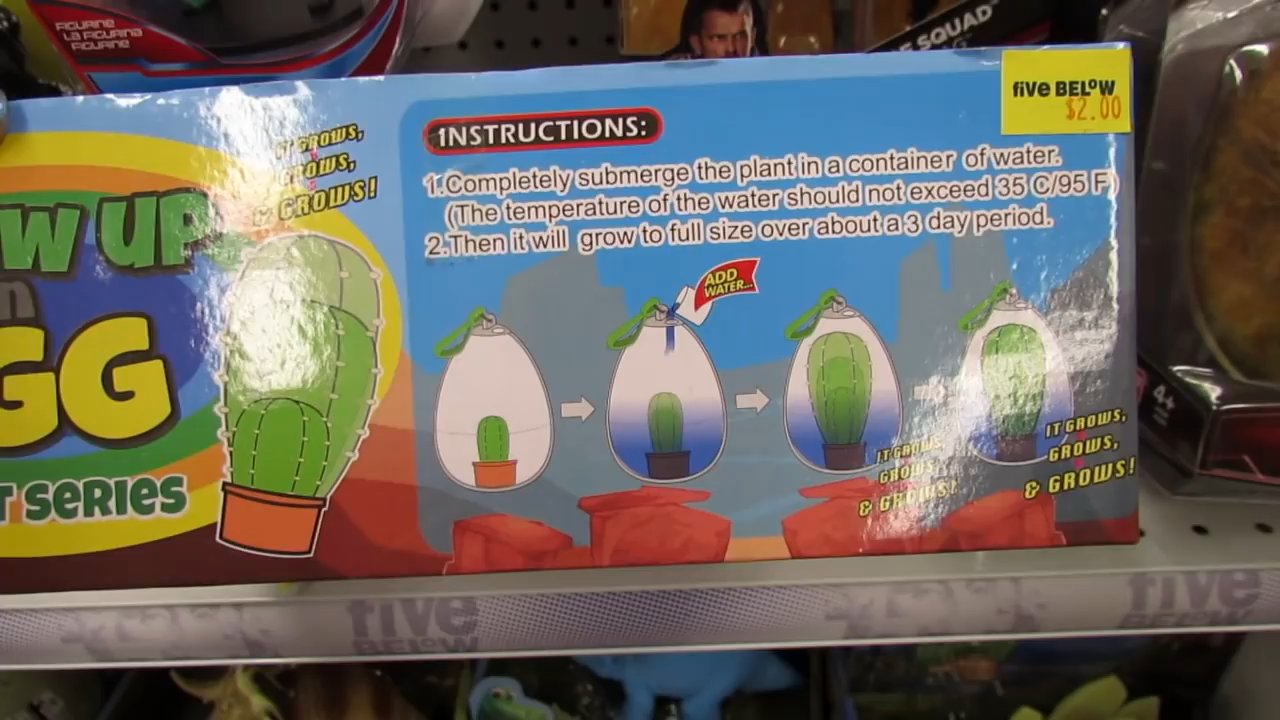 FIGURINE
LA FIGURINA
FIGURINE
SQUAD
five BELOW
$2.00
IT GROWS,
GROWS,
& GROWS!
W UP
GG
T SERIES
INSTRUCTIONS:
1.Completely submerge the plant in a container of water.
(The temperature of the water should not exceed 35 C/95 F)
2.Then it will grow to full size over about a 3 day period.
ADD
WATER...
IT GROWS,
GROWS,
& GROWS!
IT GROWS,
GROWS,
& GROWS!
4+
five
BELOW
five
BELOW